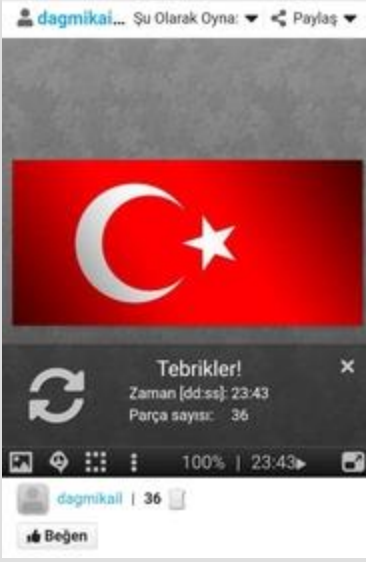 dagmikai... Şu Olarak Oyna: Paylaş
Tebrikler!
Zaman [dd:ss]: 23:43
Parça sayısı: 36
100% | 23:43
dagmikail | 36
Beğen